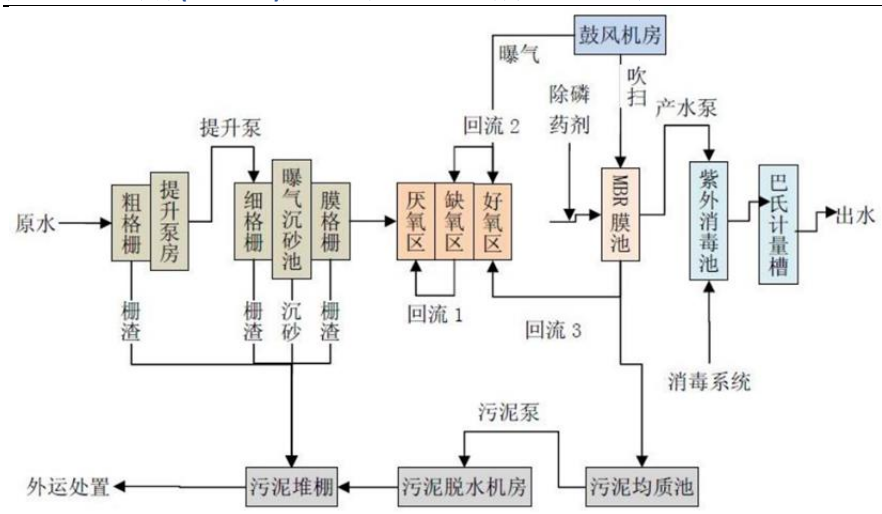 鼓风机房
曝气
吹扫
除磷
药剂
产水泵
提升泵
回流 2
原水
粗格栅
提升泵房
细格栅
曝气沉砂池
膜格栅
厌氧区
缺氧区
好氧区
MBR膜池
紫外消毒池
巴氏计量槽
出水
栅渣
栅渣
沉砂
栅渣
回流 1
回流 3
消毒系统
污泥泵
外运处置
污泥堆棚
污泥脱水机房
污泥均质池